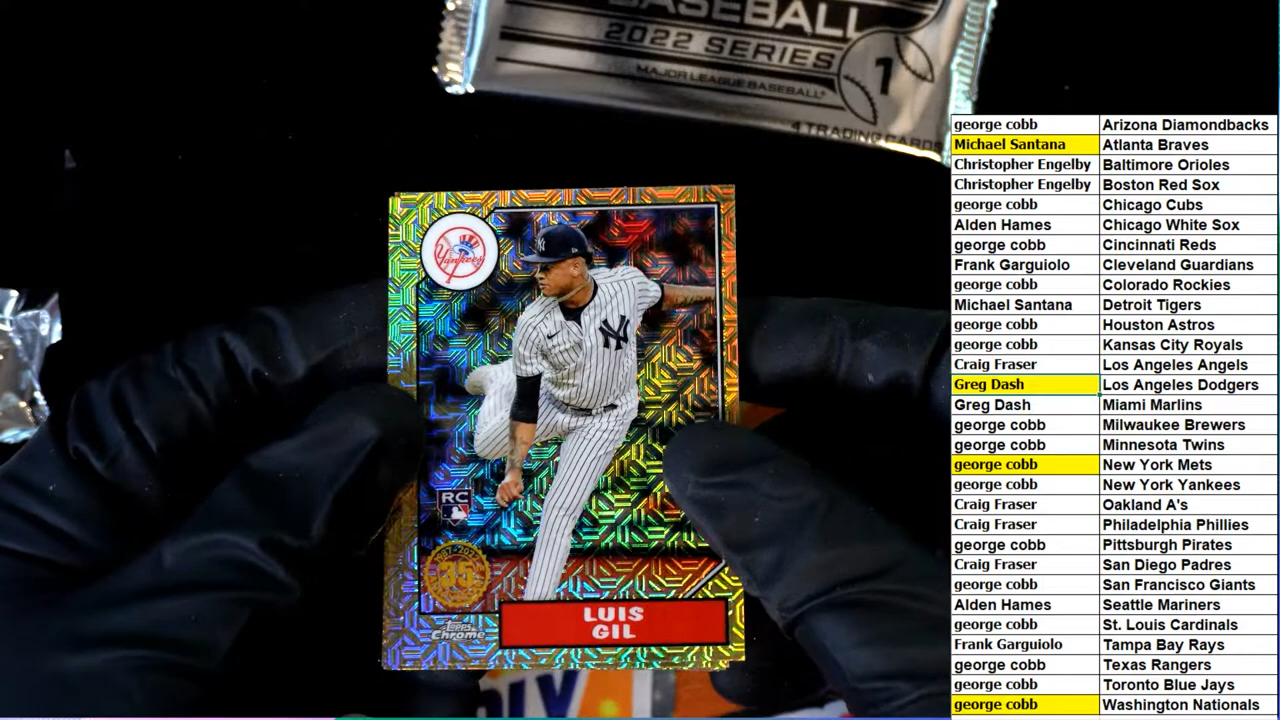 BASEBALL
2022 SERIES
1
MAJOR LEAGUE BASEBALL
4 TRADING CARDS
Yankees
NY
RC
1987-2022
35
Topps
Chrome
LUIS
GIL
george cobb Arizona Diamondbacks
Michael Santana Atlanta Braves
Christopher Engelby Baltimore Orioles
Christopher Engelby Boston Red Sox
george cobb Chicago Cubs
Alden Hames Chicago White Sox
george cobb Cincinnati Reds
Frank Garguiolo Cleveland Guardians
george cobb Colorado Rockies
Michael Santana Detroit Tigers
george cobb Houston Astros
george cobb Kansas City Royals
Craig Fraser Los Angeles Angels
Greg Dash Los Angeles Dodgers
Greg Dash Miami Marlins
george cobb Milwaukee Brewers
george cobb Minnesota Twins
george cobb New York Mets
george cobb New York Yankees
Craig Fraser Oakland A's
Craig Fraser Philadelphia Phillies
george cobb Pittsburgh Pirates
Craig Fraser San Diego Padres
george cobb San Francisco Giants
Alden Hames Seattle Mariners
george cobb St. Louis Cardinals
Frank Garguiolo Tampa Bay Rays
george cobb Texas Rangers
george cobb Toronto Blue Jays
george cobb Washington Nationals